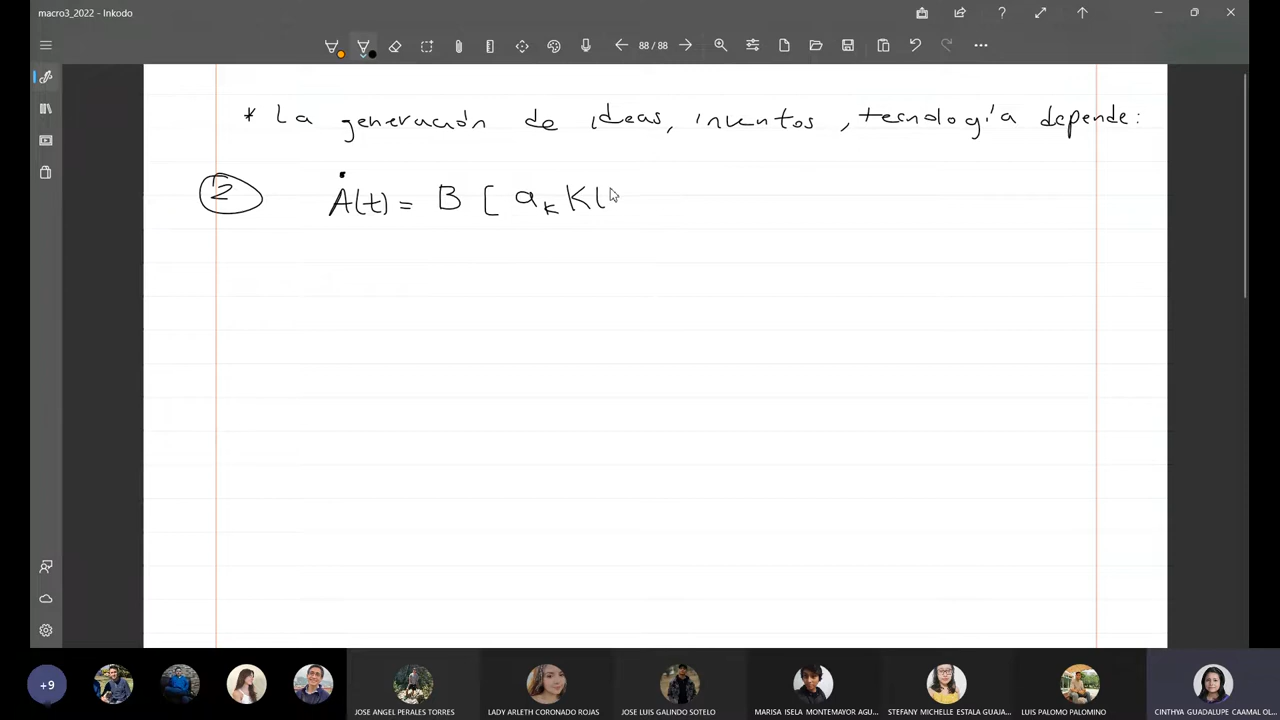 macro3_2022 - Inkodo
88 / 88
* La generación de ideas, inventos, tecnología depende:
2 Ȧ(t) = B [ a_K K(
+9
JOSE ANGEL PERALES TORRES
LADY ARLETH CORONADO ROJAS
JOSE LUIS GALINDO SOTELO
MARISA ISELA MONTEMAYOR AGU...
STEFANY MICHELLE ESTALA GUAJA...
LUIS PALOMO PALOMINO
CINTHYA GUADALUPE CAAMAL OL...